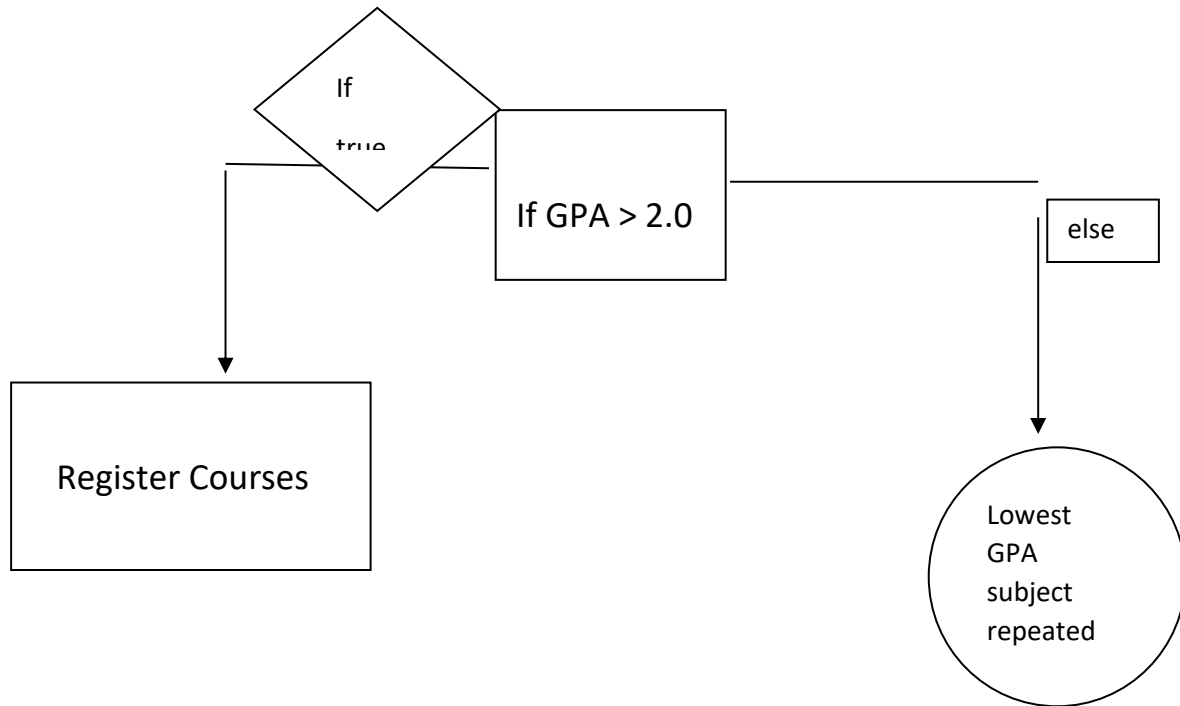 If
true
If GPA > 2.0
else
Register Courses
Lowest
GPA
subject
repeated